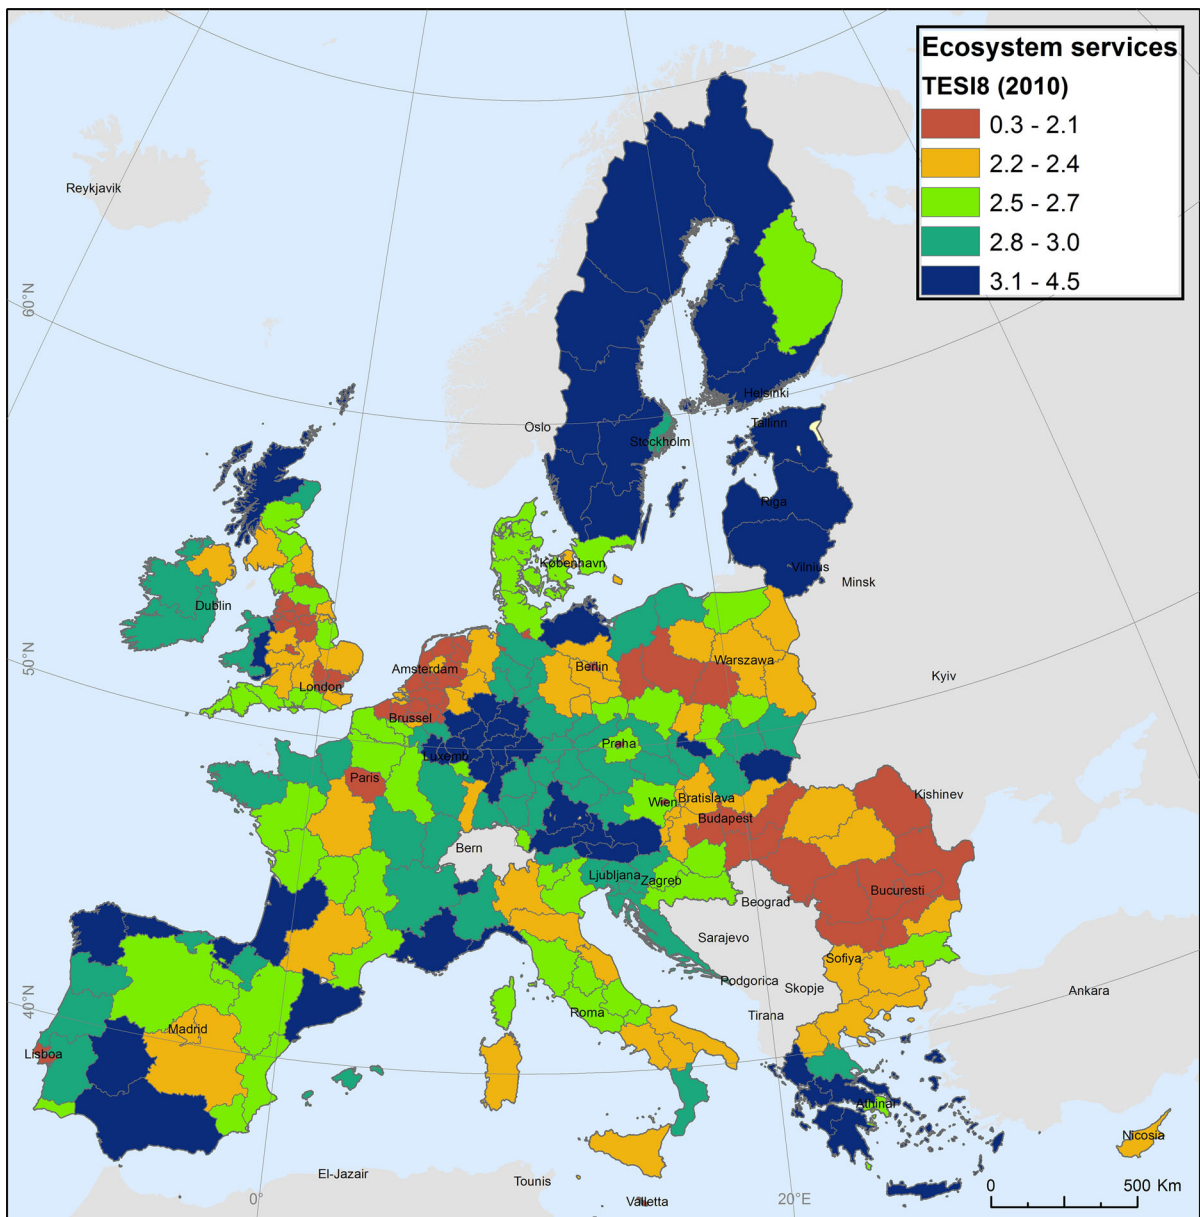 Ecosystem services
TESI8 (2010)
0.3 - 2.1
2.2 - 2.4
2.5 - 2.7
2.8 - 3.0
3.1 - 4.5
Reykjavik
60°N
Helsinki
Tallinn
Oslo
Stockholm
Riga
København
Vilnius
Minsk
Dublin
50°N
Warszawa
Berlin
Amsterdam
Kyiv
London
Brussel
Praha
Luxemb
Paris
Kishinev
Wien
Bratislava
Budapest
Bern
Ljubljana
Zagreb
Bucuresti
Beograd
Sarajevo
Sofiya
Podgorica
Skopje
Ankara
40°N
Roma
Tirana
Madrid
Lisboa
Athinai
Nicosia
El-Jazair
Tounis
0°
Valletta
20°E
0 500 Km